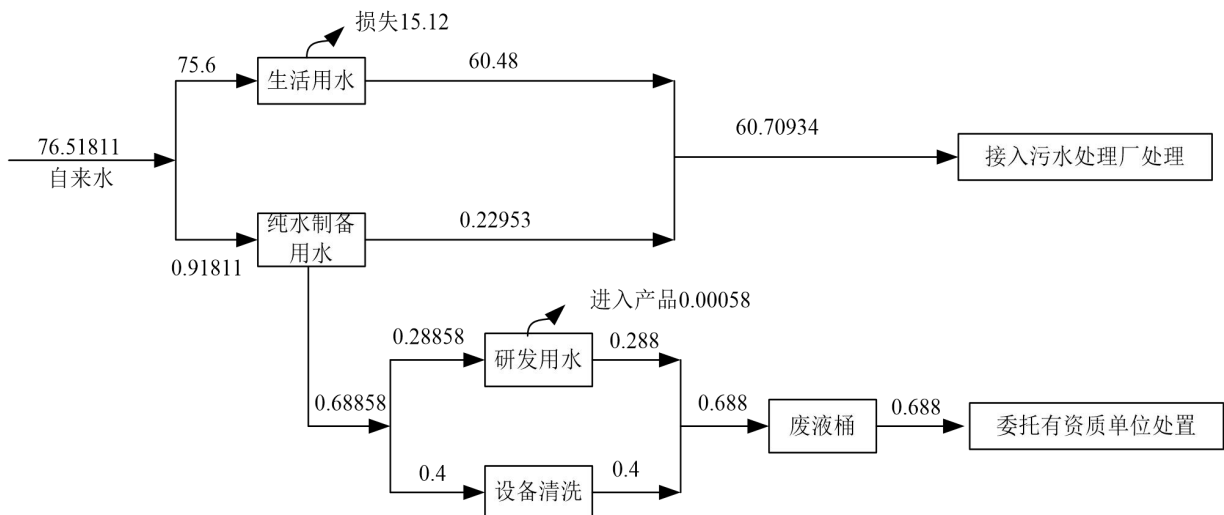 损失15.12
75.6
生活用水
60.48
76.51811
自来水
60.70934
接入污水处理厂处理
纯水制备
用水
0.22953
0.91811
进入产品0.00058
0.28858
研发用水
0.288
0.68858
0.688
废液桶
0.688
委托有资质单位处置
0.4
设备清洗
0.4